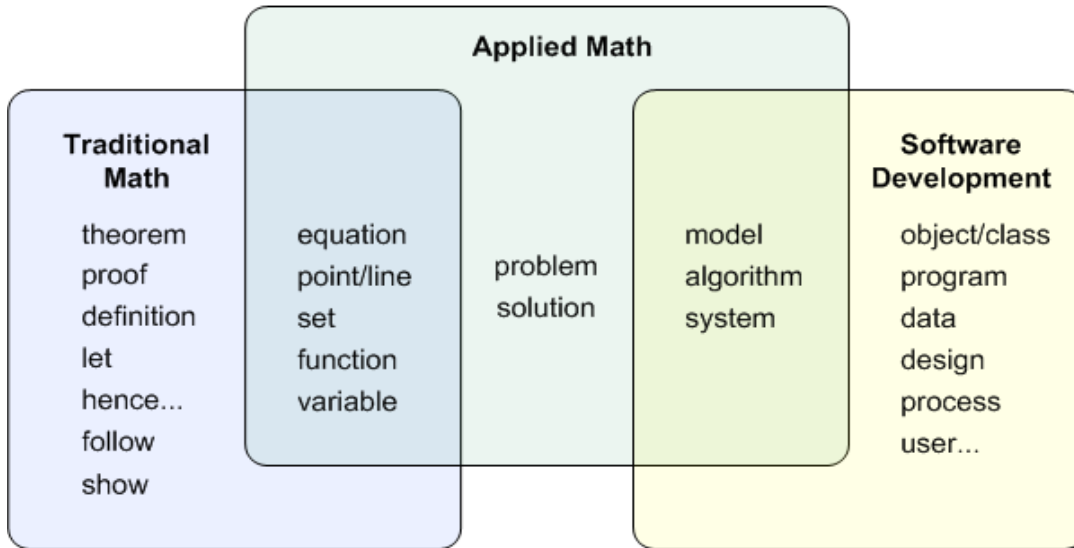 Applied Math
Traditional
Math
theorem
proof
definition
let
hence...
follow
show
equation
point/line
set
function
variable
problem
solution
model
algorithm
system
Software
Development
object/class
program
data
design
process
user...